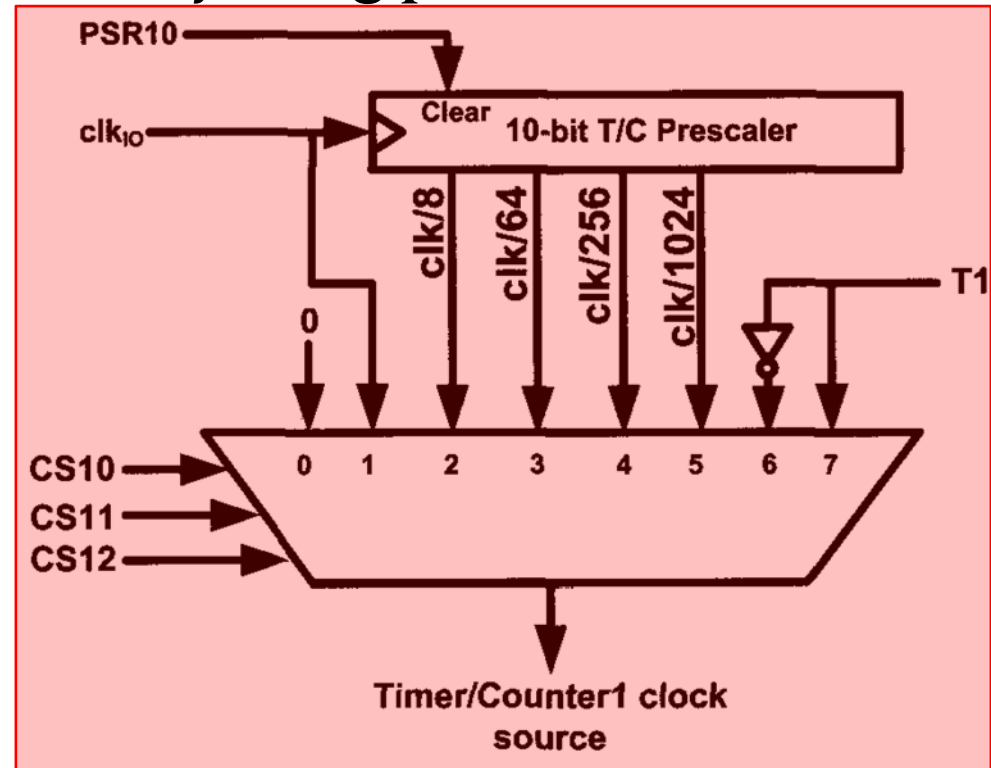 PSR10
Clear
clkIO
10-bit T/C Prescaler
clk/8
clk/64
clk/256
clk/1024
T1
0
0 1 2 3 4 5 6 7
CS10
CS11
CS12
Timer/Counter1 clock
source